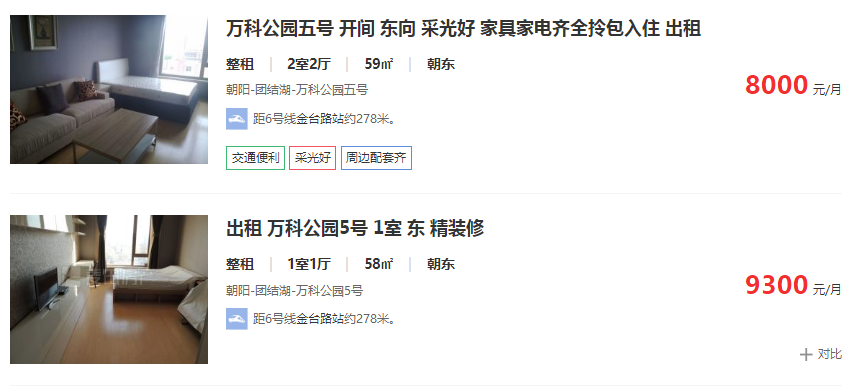 万科公园五号 开间 东向 采光好 家具家电齐全拎包入住 出租
整租 | 2室2厅 | 59㎡ | 朝东
8000 元/月
朝阳-团结湖-万科公园五号
距6号线金台路站约278米。
交通便利 采光好 周边配套齐
出租 万科公园5号 1室 东 精装修
整租 | 1室1厅 | 58㎡ | 朝东
9300 元/月
朝阳-团结湖-万科公园5号
距6号线金台路站约278米。
+ 对比